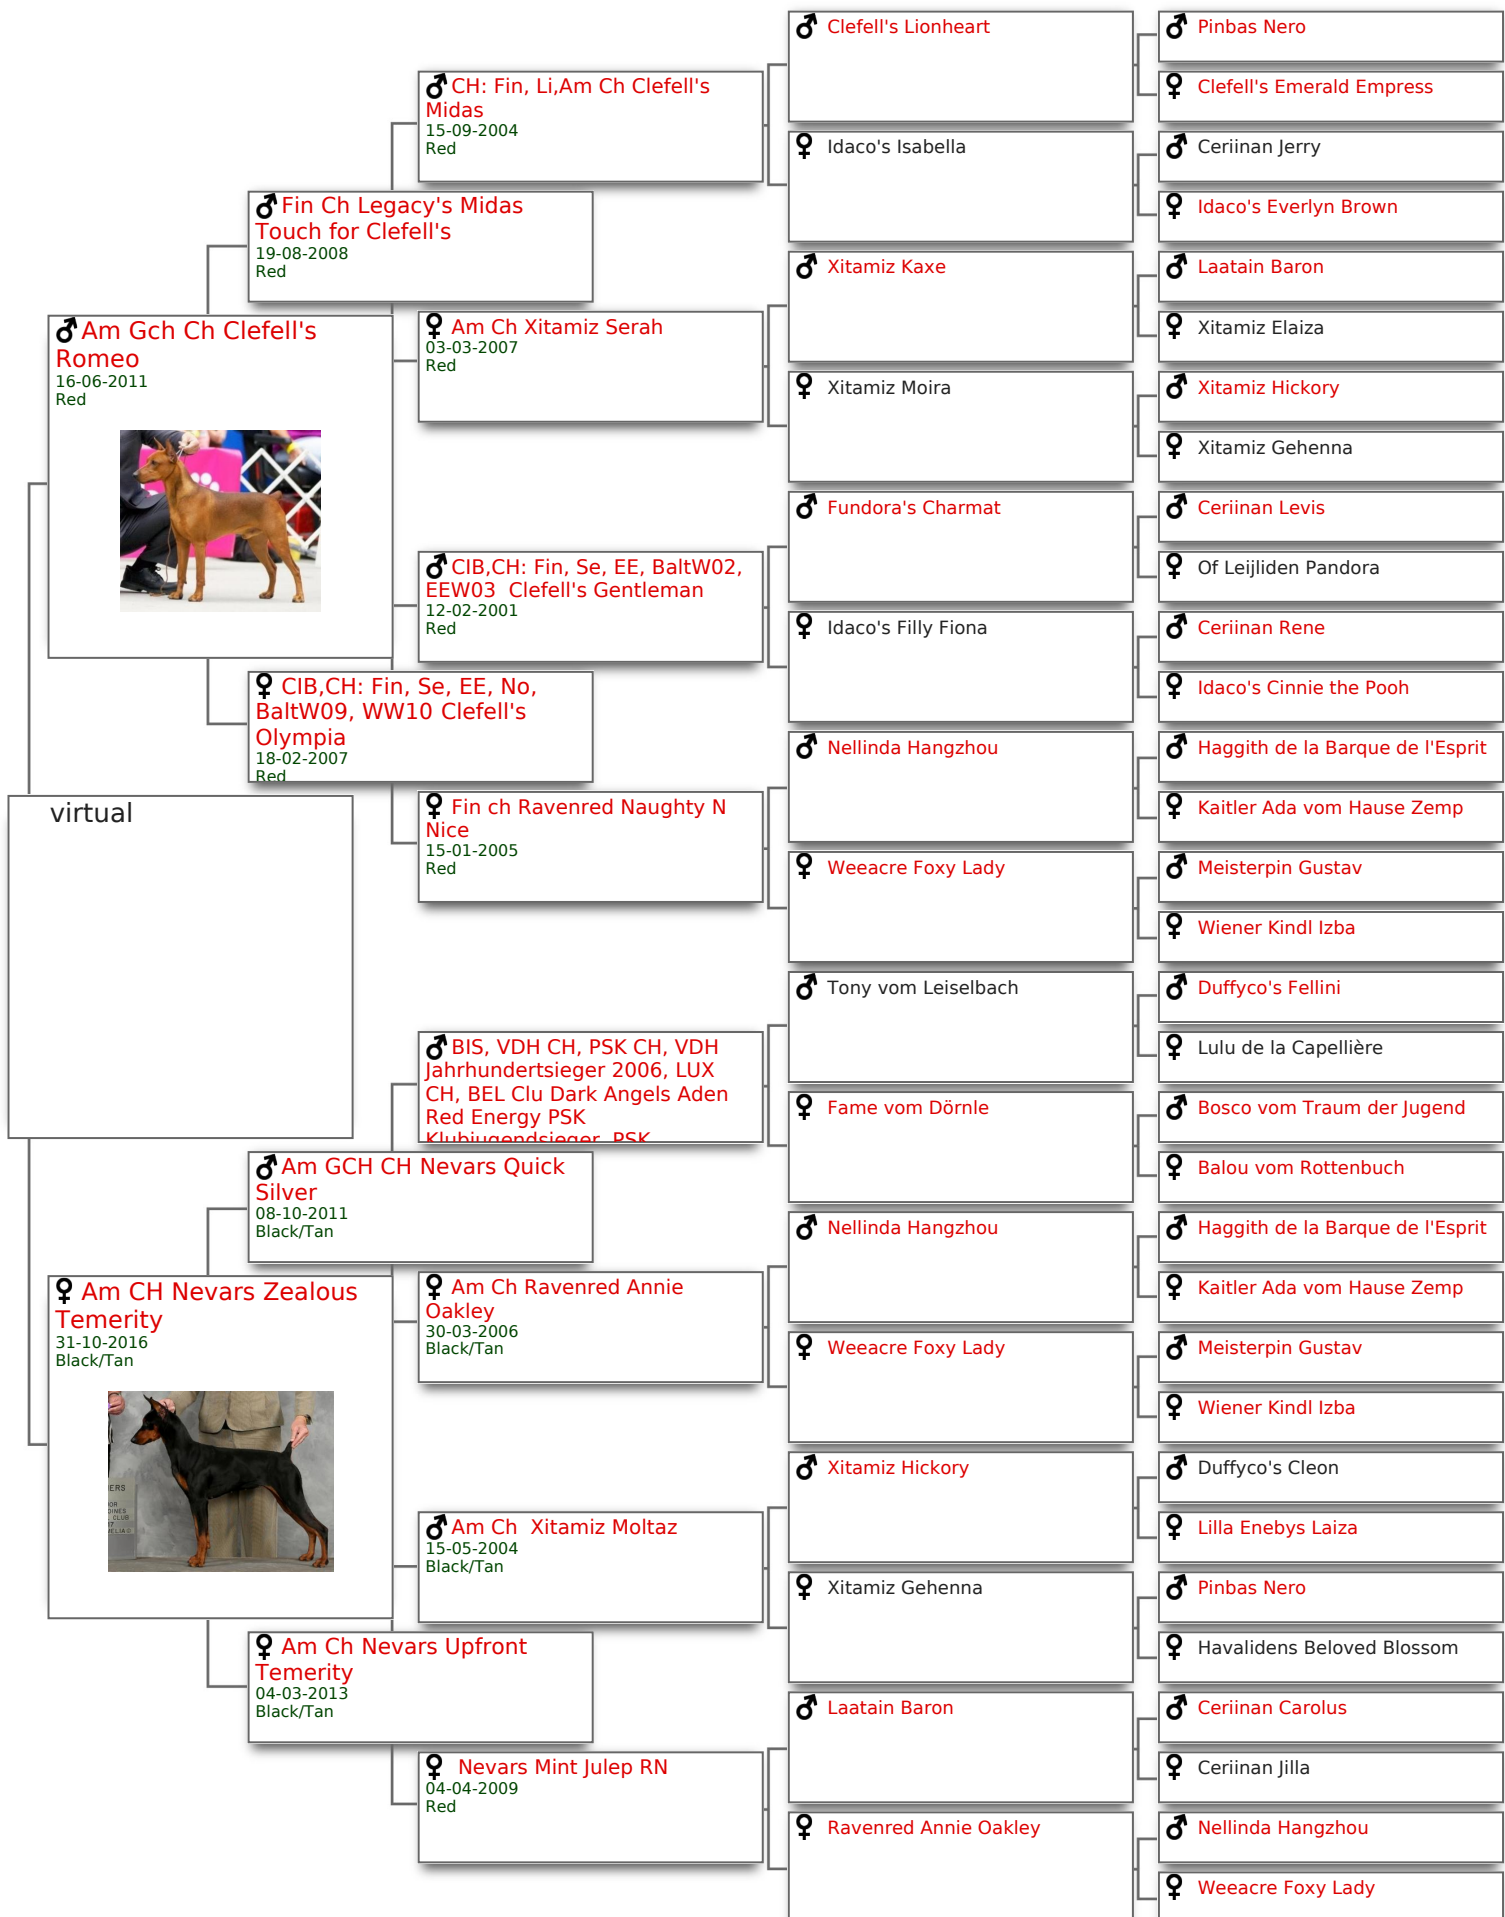 virtual
Am Gch Ch Clefell's
Romeo
16-06-2011
Red
Am CH Nevars Zealous
Temerity
31-10-2016
Black/Tan
Fin Ch Legacy's Midas
Touch for Clefell's
19-08-2008
Red
CIB,CH: Fin, Se, EE, No,
BaltW09, WW10 Clefell's
Olympia
18-02-2007
Red
Am GCH CH Nevars Quick
Silver
08-10-2011
Black/Tan
Am Ch Nevars Upfront
Temerity
04-03-2013
Black/Tan
CH: Fin, Li,Am Ch Clefell's
Midas
15-09-2004
Red
Am Ch Xitamiz Serah
03-03-2007
Red
CIB,CH: Fin, Se, EE, BaltW02,
EEW03 Clefell's Gentleman
12-02-2001
Red
Fin ch Ravenred Naughty N
Nice
15-01-2005
Red
BIS, VDH CH, PSK CH, VDH
Jahrhundertsieger 2006, LUX
CH, BEL Clu Dark Angels Aden
Red Energy PSK
Klubjugendsieger, PSK
Am Ch Ravenred Annie
Oakley
30-03-2006
Black/Tan
Am Ch Xitamiz Moltaz
15-05-2004
Black/Tan
Nevars Mint Julep RN
04-04-2009
Red
Clefell's Lionheart
Idaco's Isabella
Xitamiz Kaxe
Xitamiz Moira
Fundora's Charmat
Idaco's Filly Fiona
Nellinda Hangzhou
Weeacre Foxy Lady
Tony vom Leiselbach
Fame vom Dörnle
Nellinda Hangzhou
Weeacre Foxy Lady
Xitamiz Hickory
Xitamiz Gehenna
Laatain Baron
Ravenred Annie Oakley
Pinbas Nero
Clefell's Emerald Empress
Ceriinan Jerry
Idaco's Everlyn Brown
Laatain Baron
Xitamiz Elaiza
Xitamiz Hickory
Xitamiz Gehenna
Ceriinan Levis
Of Leijliden Pandora
Ceriinan Rene
Idaco's Cinnie the Pooh
Haggith de la Barque de l'Esprit
Kaitler Ada vom Hause Zemp
Meisterpin Gustav
Wiener Kindl Izba
Duffyco's Fellini
Lulu de la Capellière
Bosco vom Traum der Jugend
Balou vom Rottenbuch
Haggith de la Barque de l'Esprit
Kaitler Ada vom Hause Zemp
Meisterpin Gustav
Wiener Kindl Izba
Duffyco's Cleon
Lilla Enebys Laiza
Pinbas Nero
Havalidens Beloved Blossom
Ceriinan Carolus
Ceriinan Jilla
Nellinda Hangzhou
Weeacre Foxy Lady